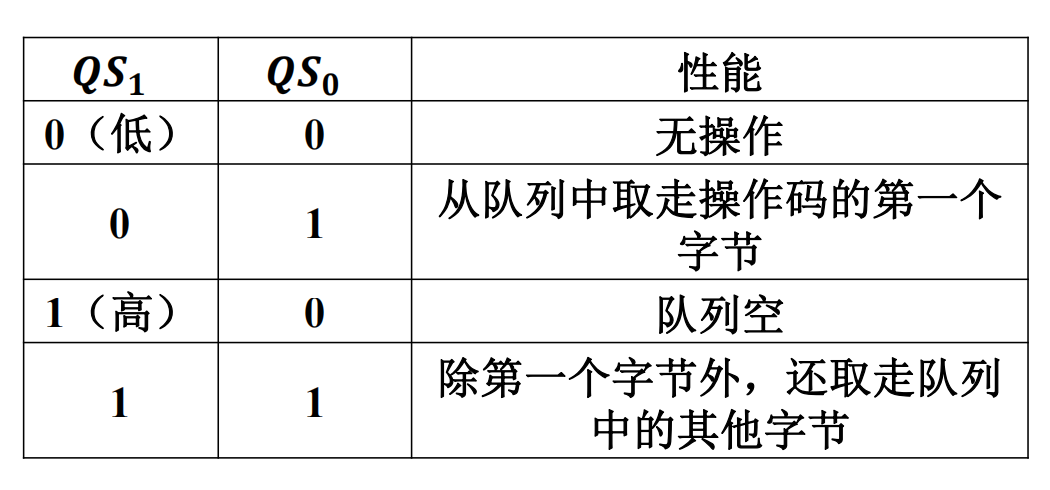 QS₁ QS₀ 性能
0（低） 0 无操作
0 1 从队列中取走操作码的第一个
字节
1（高） 0 队列空
1 1 除第一个字节外，还取走队列
中的其他字节